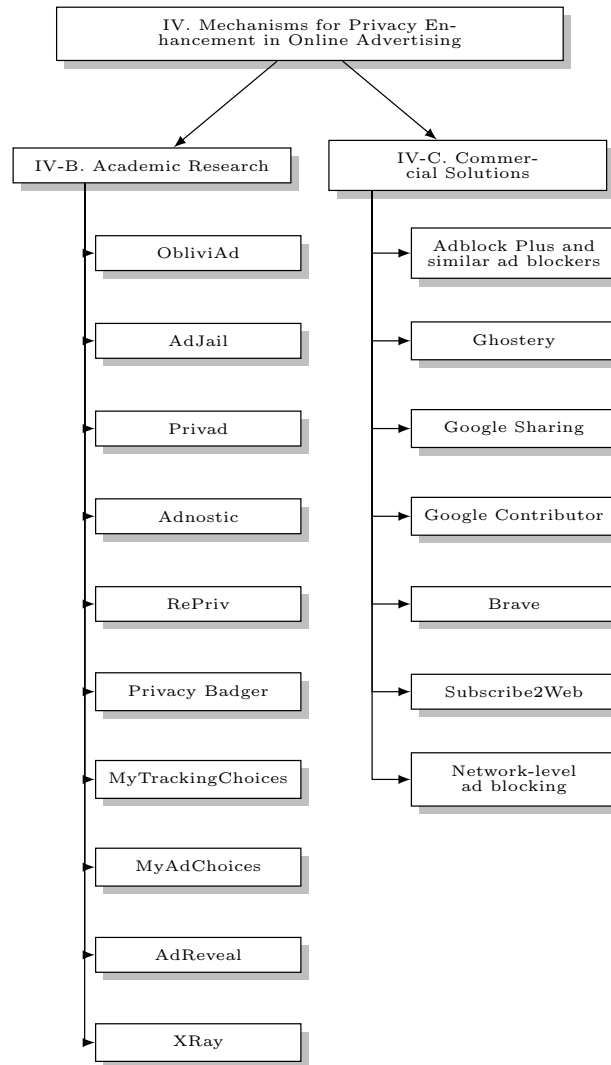 IV. Mechanisms for Privacy En-
hancement in Online Advertising
IV-B. Academic Research
ObliviAd
AdJail
Privad
Adnostic
RePriv
Privacy Badger
MyTrackingChoices
MyAdChoices
AdReveal
XRay
IV-C. Commer-
cial Solutions
Adblock Plus and
similar ad blockers
Ghostery
Google Sharing
Google Contributor
Brave
Subscribe2Web
Network-level
ad blocking